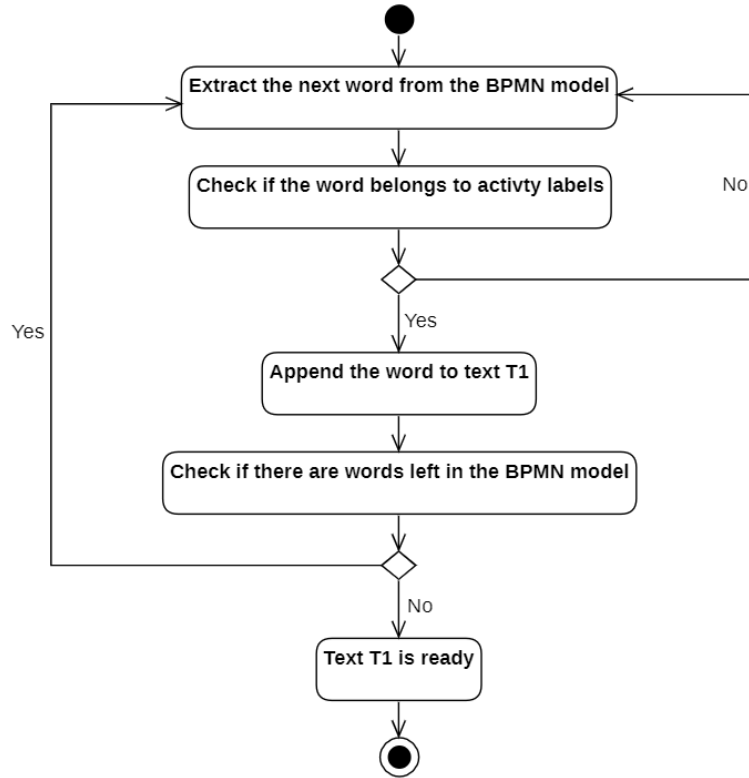 Extract the next word from the BPMN model
Check if the word belongs to activty labels
No
Yes
Yes
Append the word to text T1
Check if there are words left in the BPMN model
No
Text T1 is ready